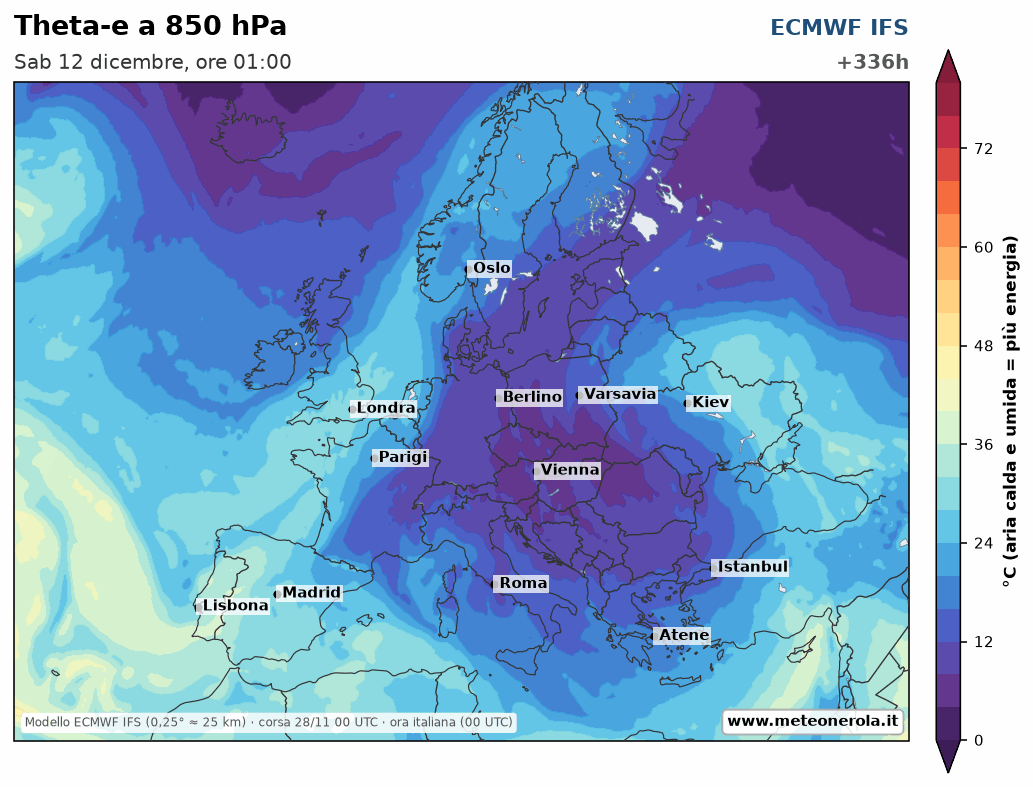 Theta-e a 850 hPa
ECMWF IFS
Sab 12 dicembre, ore 01:00
+336h
72
60
48
36
24
12
0
°C (aria calda e umida = più energia)
Oslo
Berlino
Varsavia
Kiev
Londra
Parigi
Vienna
Istanbul
Roma
Madrid
Lisbona
Atene
Modello ECMWF IFS (0,25° ≈ 25 km) · corsa 28/11 00 UTC · ora italiana (00 UTC)
www.meteonerola.it